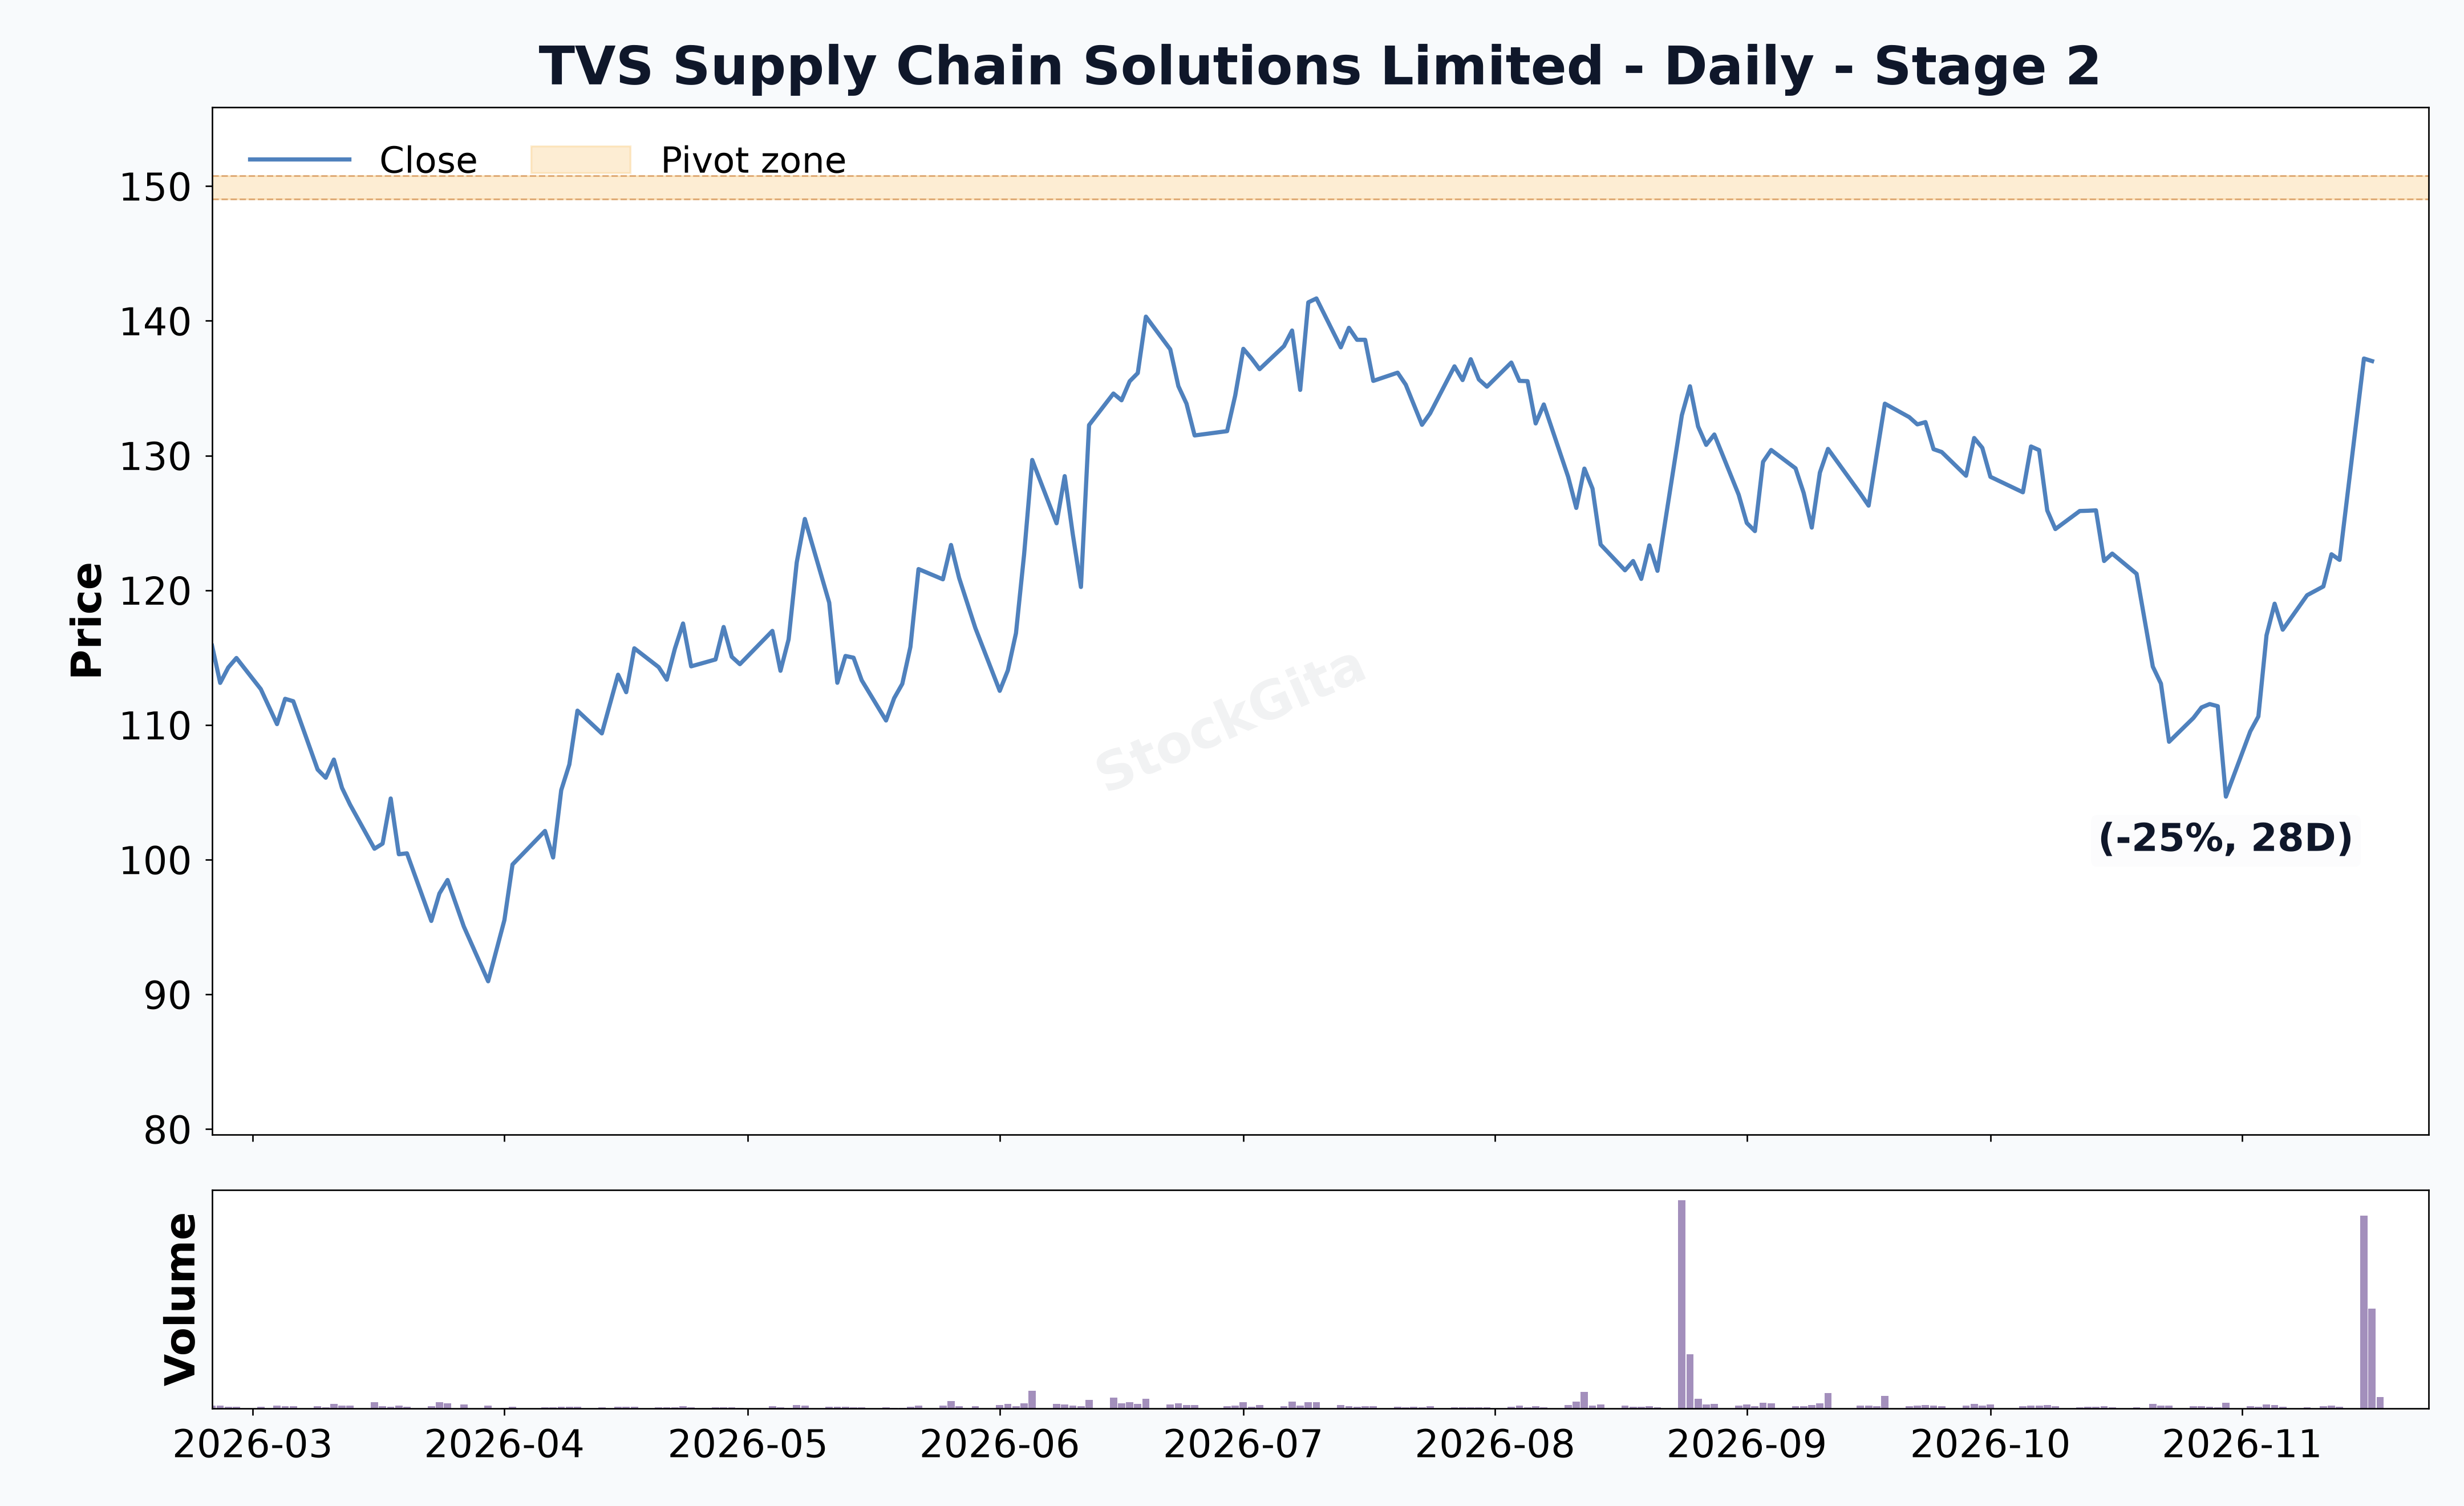 TVS Supply Chain Solutions Limited - Daily - Stage 2
Close
Pivot zone
150
140
130
120
110
100
90
80
Price
StockGita
(-25%, 28D)
Volume
2026-03
2026-04
2026-05
2026-06
2026-07
2026-08
2026-09
2026-10
2026-11